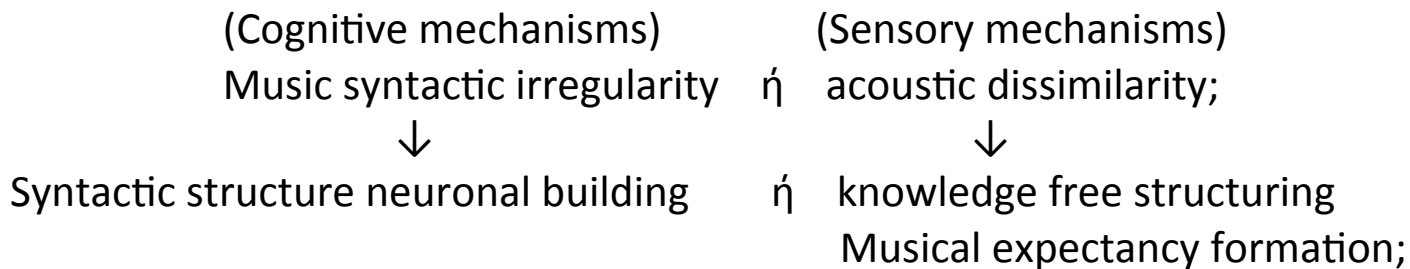 (Cognitive mechanisms) (Sensory mechanisms)
Music syntactic irregularity ή acoustic dissimilarity;
↓ ↓
Syntactic structure neuronal building ή knowledge free structuring
Musical expectancy formation;